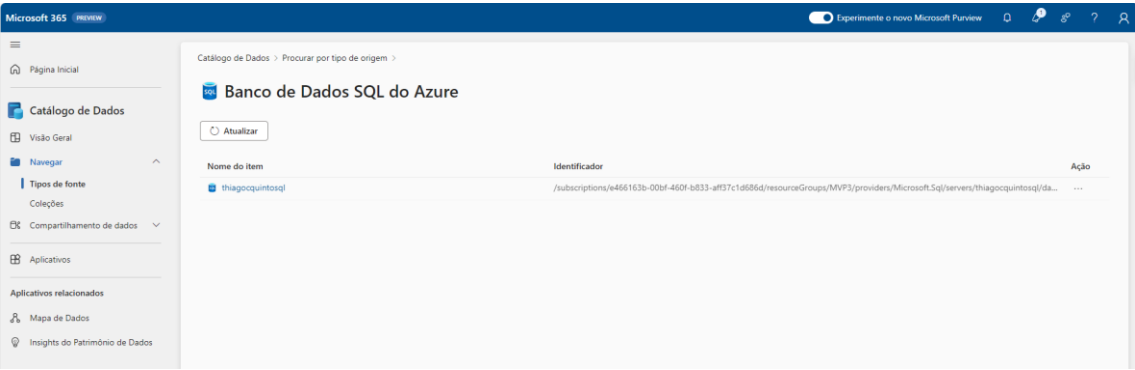 Microsoft 365 PREVIEW
Experimente o novo Microsoft Purview
1
?
Página Inicial
Catálogo de Dados
Visão Geral
Navegar
Tipos de fonte
Coleções
Compartilhamento de dados
Aplicativos
Aplicativos relacionados
Mapa de Dados
Insights do Patrimônio de Dados
Catálogo de Dados > Procurar por tipo de origem >
SQL
Banco de Dados SQL do Azure
Atualizar
Nome do item Identificador Ação
thiagocquintosql /subscriptions/e466163b-00bf-460f-b833-aff37c1d686d/resourceGroups/MVP3/providers/Microsoft.Sql/servers/thiagocquintosql/da... ...